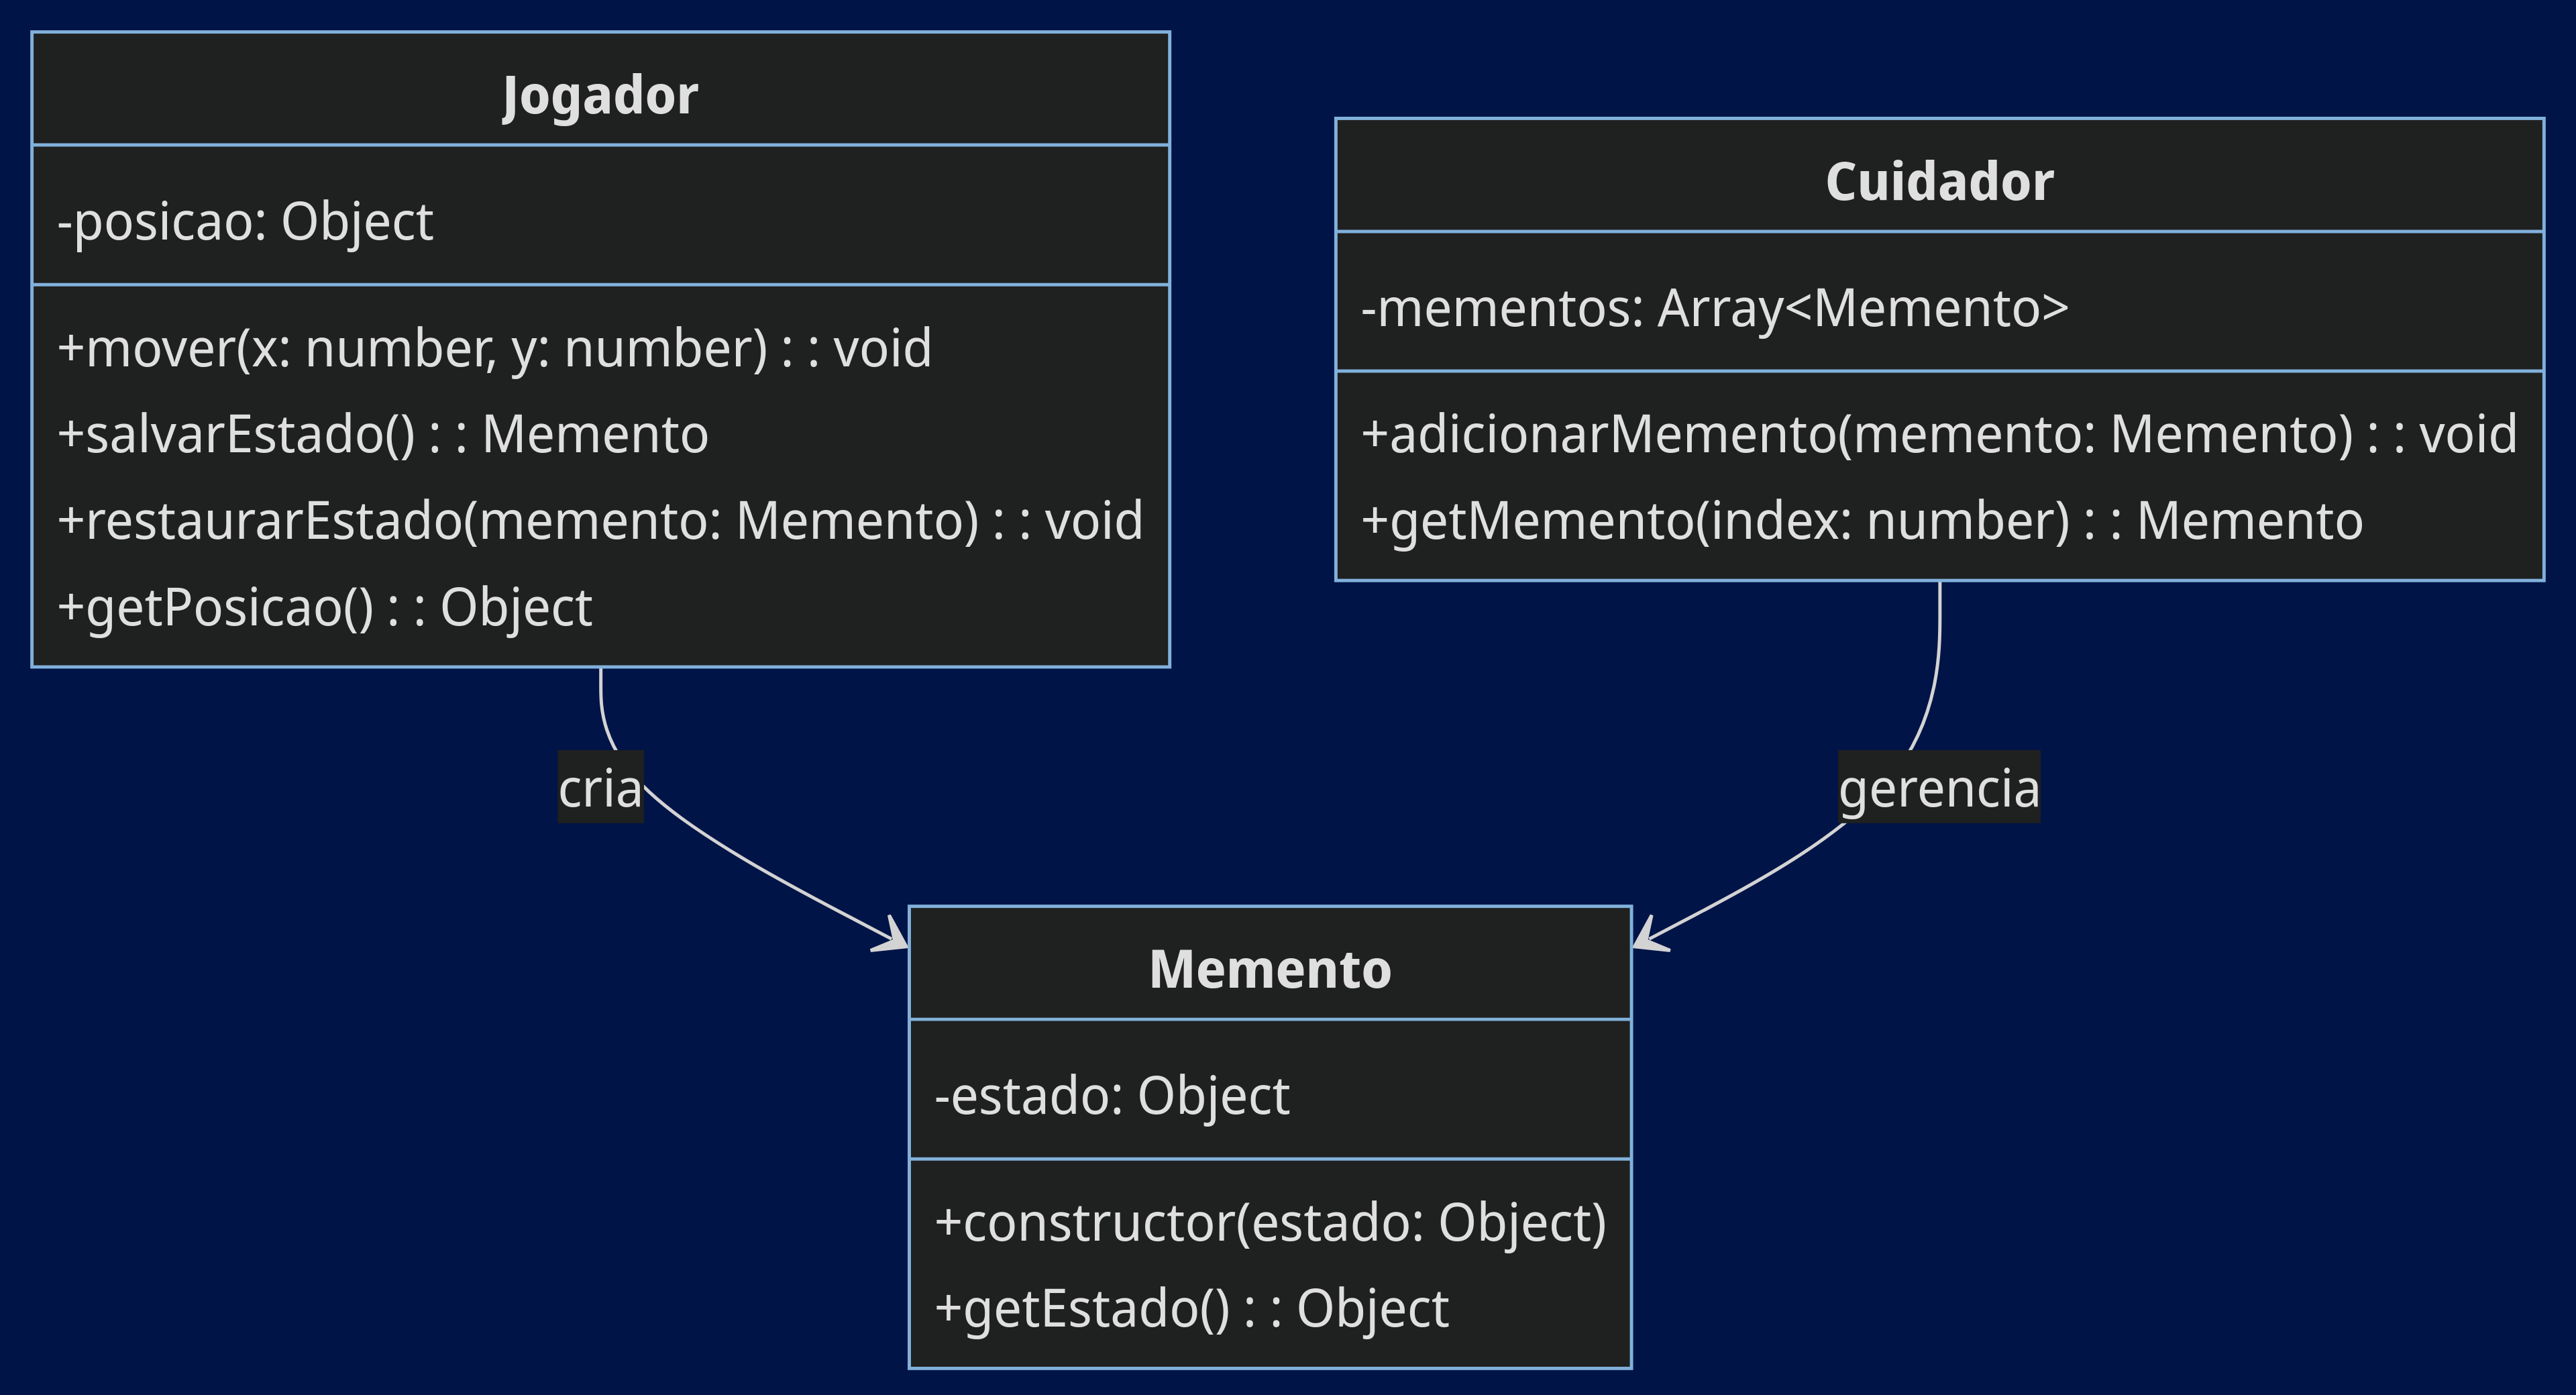 Jogador
-posicao: Object
+mover(x: number, y: number) : : void
+salvarEstado() : : Memento
+restaurarEstado(memento: Memento) : : void
+getPosicao() : : Object
Cuidador
-mementos: Array<Memento>
+adicionarMemento(memento: Memento) : : void
+getMemento(index: number) : : Memento
cria
gerencia
Memento
-estado: Object
+constructor(estado: Object)
+getEstado() : : Object